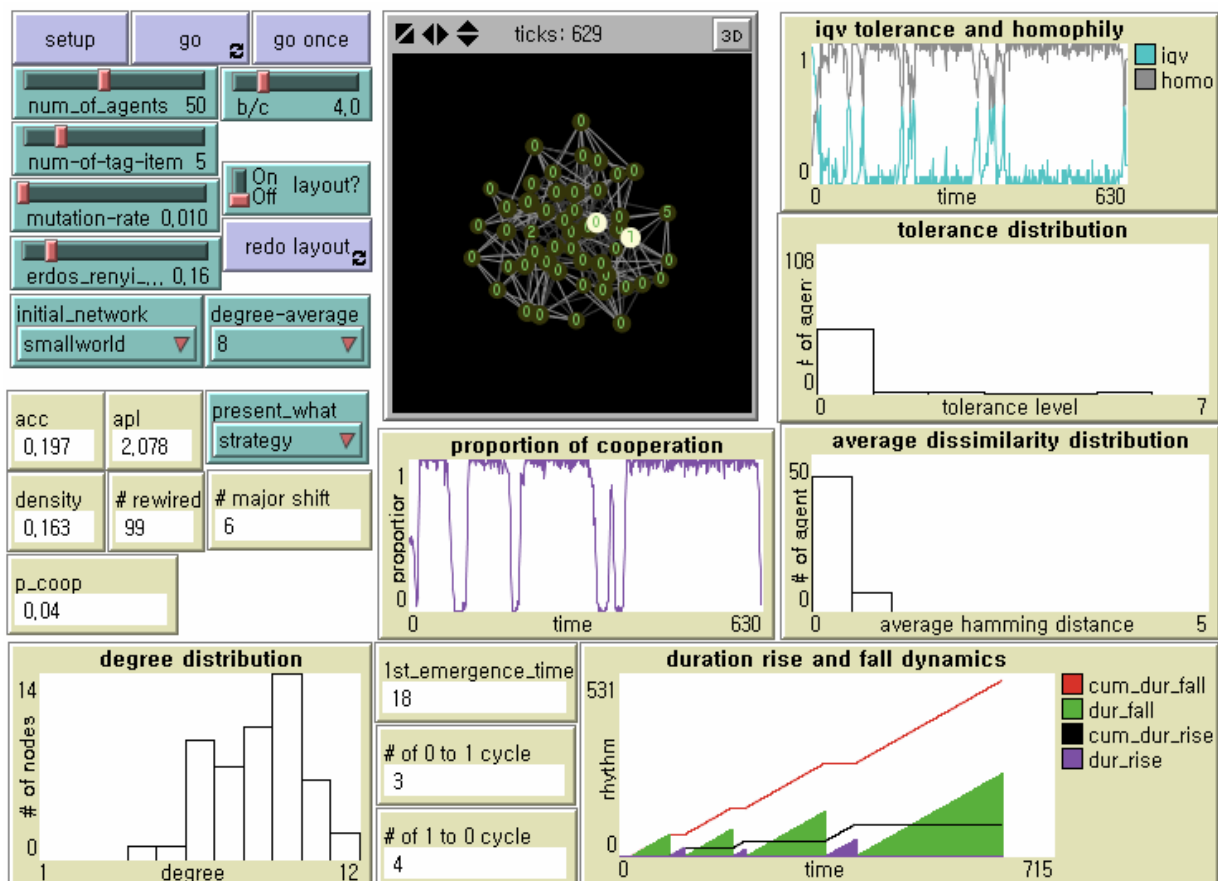 setup
go
go once
num_of_agents 50
b/c 4,0
num-of-tag-item 5
On
Off
layout?
mutation-rate 0,010
redo layout
erdos_renyi_... 0,16
initial_network
smallworld
degree-average
8
acc
0,197
apl
2,078
present_what
strategy
density
0,163
# rewired
99
# major shift
6
p_coop
0,04
ticks: 629
3D
iqv tolerance and homophily
1
0
0
time
630
iqv
homo
tolerance distribution
108
# of agent
0
0
tolerance level
7
proportion of cooperation
1
proportion
0
0
time
630
average dissimilarity distribution
50
# of agent
0
0
average hamming distance
5
degree distribution
14
# of nodes
0
1
degree
12
1st_emergence_time
18
# of 0 to 1 cycle
3
# of 1 to 0 cycle
4
duration rise and fall dynamics
531
rhythm
0
0
time
715
cum_dur_fall
dur_fall
cum_dur_rise
dur_rise